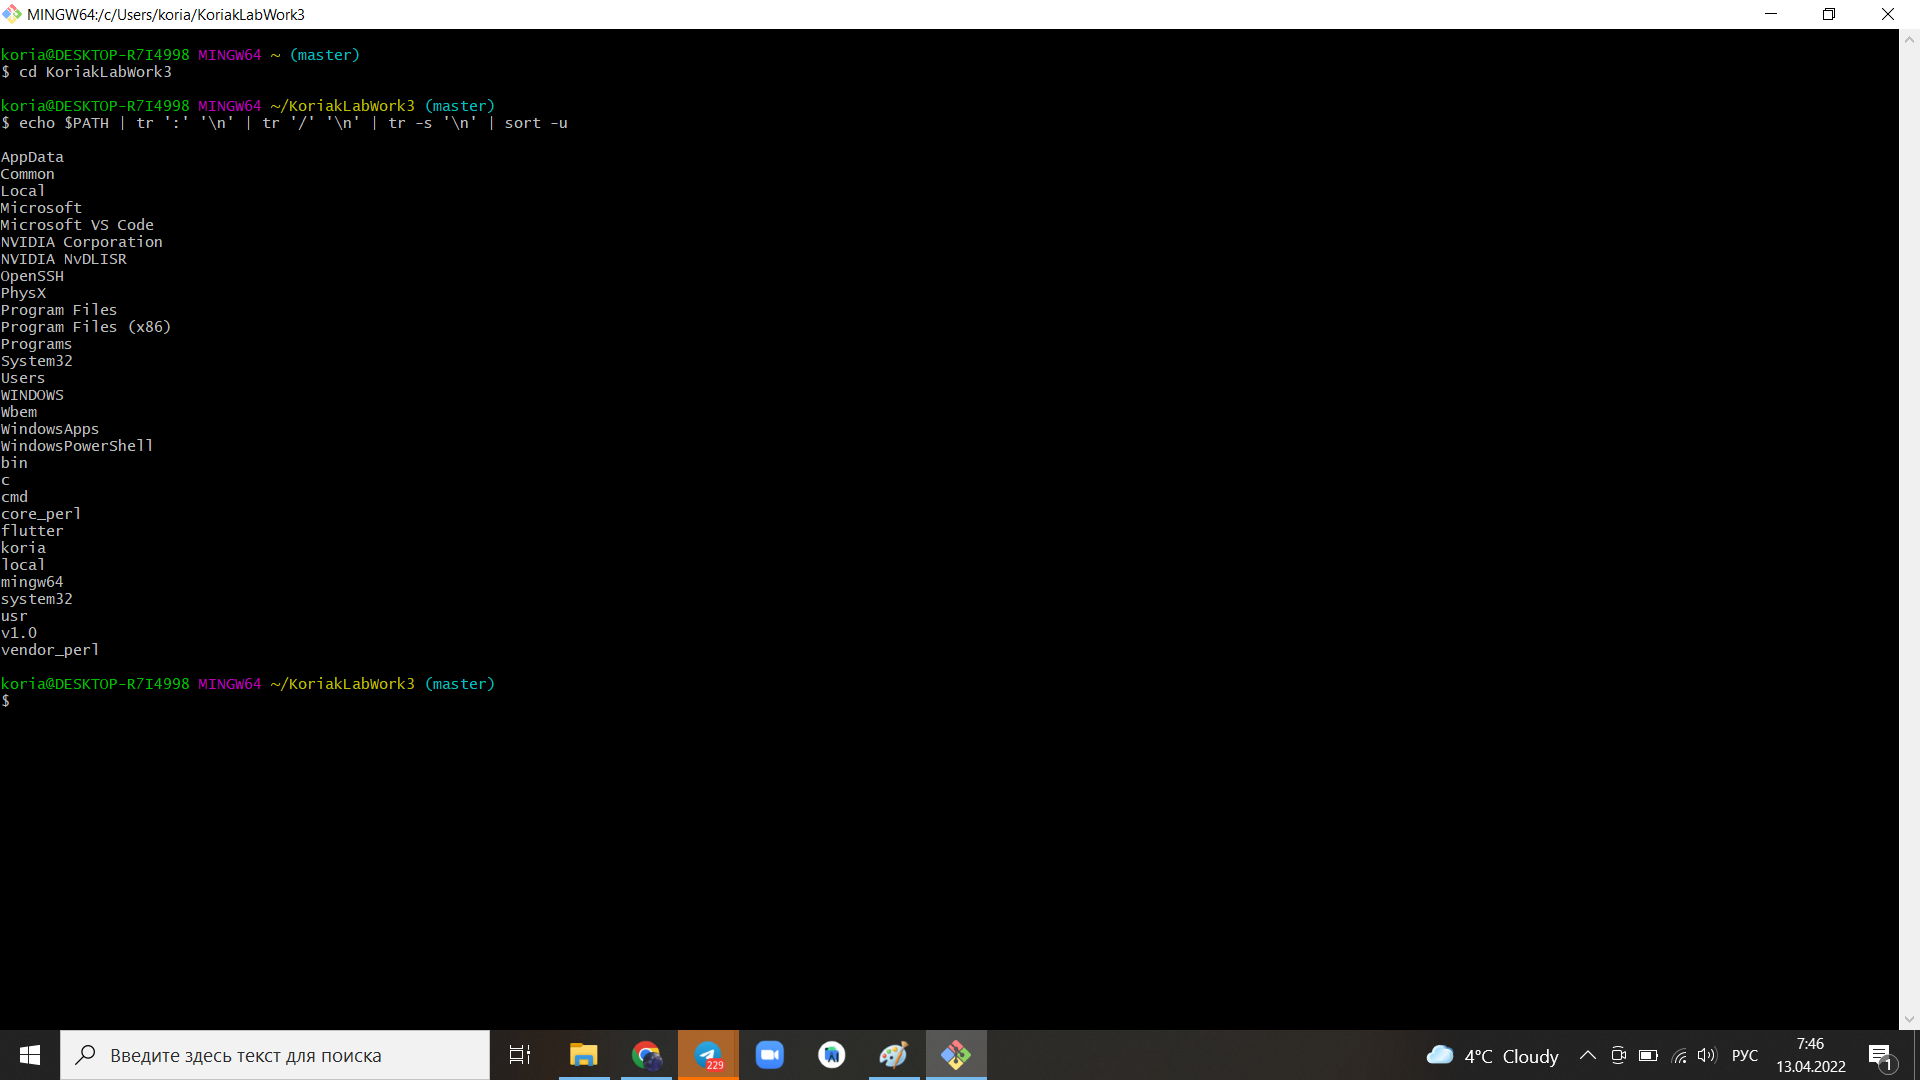 MINGW64:/c/Users/koria/KoriakLabWork3
koria@DESKTOP-R7I4998 MINGW64 ~ (master)
$ cd KoriakLabWork3
koria@DESKTOP-R7I4998 MINGW64 ~/KoriakLabWork3 (master)
$ echo $PATH | tr ':' '\n' | tr '/' '\n' | tr -s '\n' | sort -u
AppData
Common
Local
Microsoft
Microsoft VS Code
NVIDIA Corporation
NVIDIA NvDLISR
OpenSSH
PhysX
Program Files
Program Files (x86)
Programs
System32
Users
WINDOWS
Wbem
WindowsApps
WindowsPowerShell
bin
c
cmd
core_perl
flutter
koria
local
mingw64
system32
usr
v1.0
vendor_perl
koria@DESKTOP-R7I4998 MINGW64 ~/KoriakLabWork3 (master)
$
Введите здесь текст для поиска
229
4°C Cloudy
РУС
7:46
13.04.2022
1